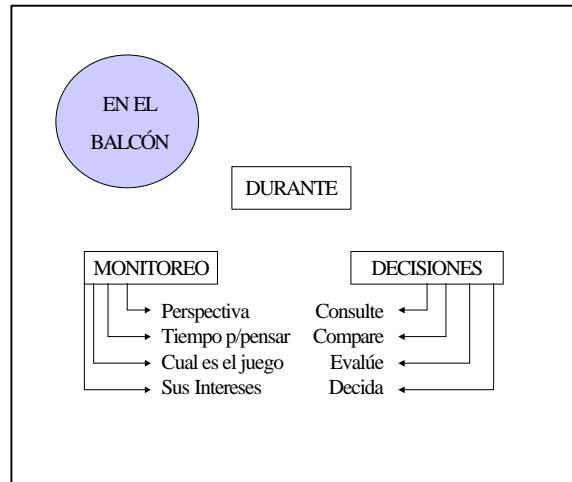 EN EL
BALCÓN
DURANTE
MONITOREO
Perspectiva
Tiempo p/pensar
Cual es el juego
Sus Intereses
DECISIONES
Consulte
Compare
Evalúe
Decida